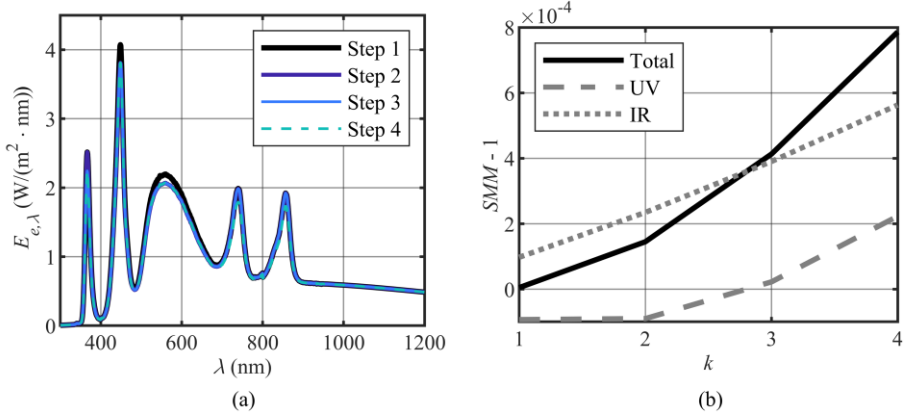 4
3
2
1
0
E_{e,λ} (W/(m² · nm))
Step 1
Step 2
Step 3
Step 4
400 600 800 1000 1200
λ (nm)
(a)
×10⁻⁴
8
6
4
2
0
SMM - 1
Total
UV
IR
1 2 3 4
k
(b)